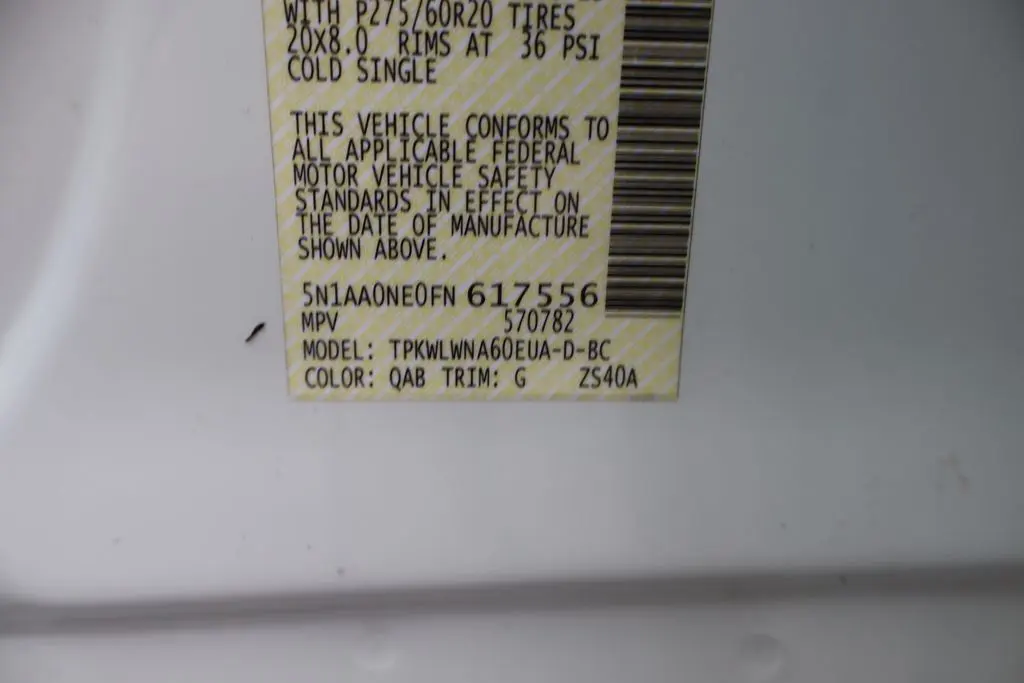 WITH P275/60R20 TIRES
20X8.0 RIMS AT 36 PSI
COLD SINGLE
THIS VEHICLE CONFORMS TO
ALL APPLICABLE FEDERAL
MOTOR VEHICLE SAFETY
STANDARDS IN EFFECT ON
THE DATE OF MANUFACTURE
SHOWN ABOVE.
5N1AA0NE0FN 617556
MPV 570782
MODEL: TPKWLWNA60EUA-D-BC
COLOR: QAB TRIM: G ZS40A